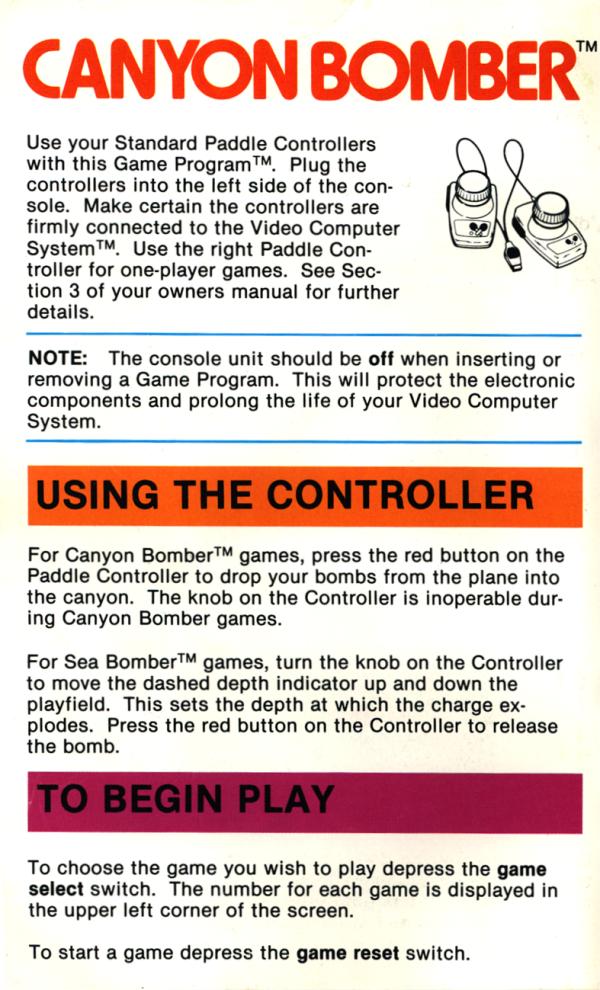 CANYON BOMBER™
Use your Standard Paddle Controllers
with this Game Program™. Plug the
controllers into the left side of the con-
sole. Make certain the controllers are
firmly connected to the Video Computer
System™. Use the right Paddle Con-
troller for one-player games. See Sec-
tion 3 of your owners manual for further
details.
NOTE: The console unit should be off when inserting or
removing a Game Program. This will protect the electronic
components and prolong the life of your Video Computer
System.
USING THE CONTROLLER
For Canyon Bomber™ games, press the red button on the
Paddle Controller to drop your bombs from the plane into
the canyon. The knob on the Controller is inoperable dur-
ing Canyon Bomber games.
For Sea Bomber™ games, turn the knob on the Controller
to move the dashed depth indicator up and down the
playfield. This sets the depth at which the charge ex-
plodes. Press the red button on the Controller to release
the bomb.
TO BEGIN PLAY
To choose the game you wish to play depress the game
select switch. The number for each game is displayed in
the upper left corner of the screen.
To start a game depress the game reset switch.